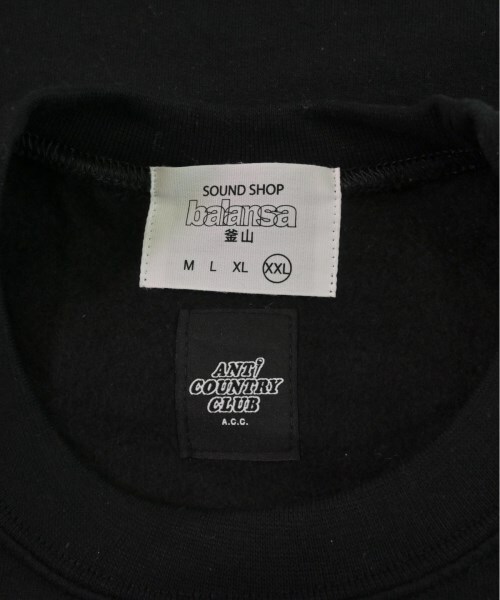 SOUND SHOP
balansa
釜山
M L XL XXL
ANTi
COUNTRY
CLUB
A.C.C.